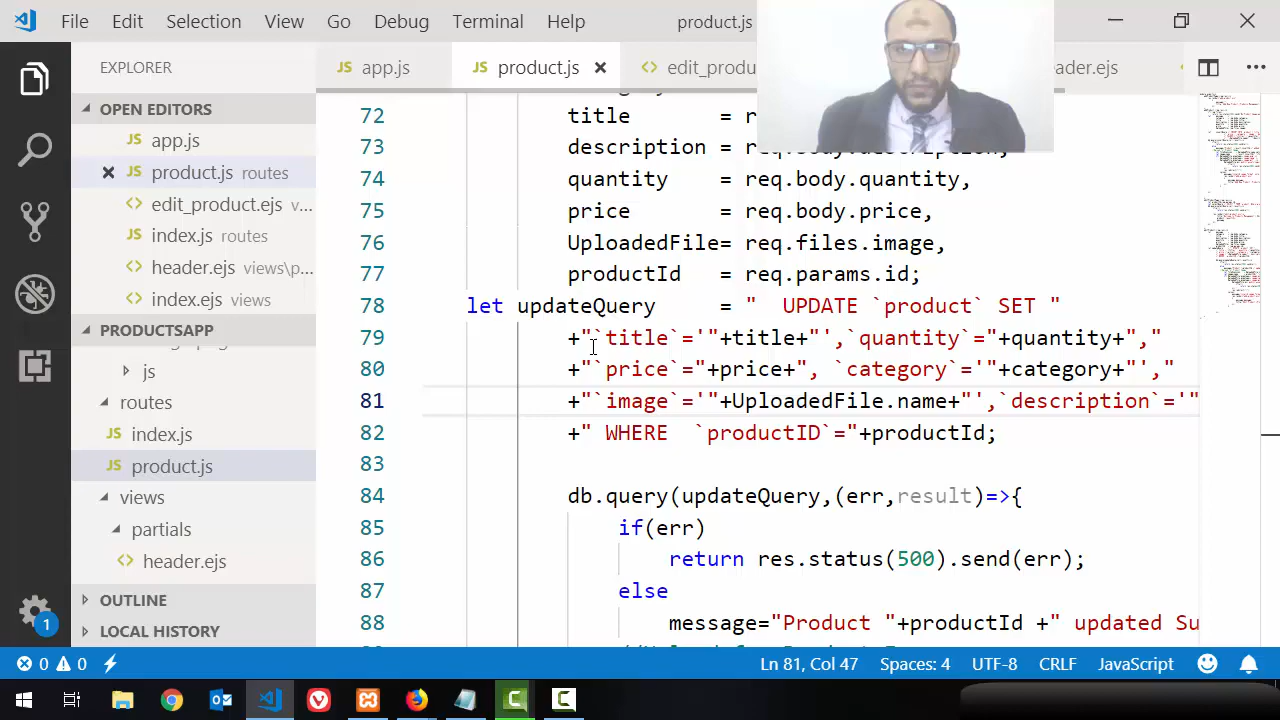 File Edit Selection View Go Debug Terminal Help product.js
EXPLORER
OPEN EDITORS
app.js
product.js routes
edit_product.ejs v...
index.js routes
header.ejs views\p...
index.ejs views
PRODUCTSAPP
js
routes
index.js
product.js
views
partials
header.ejs
OUTLINE
LOCAL HISTORY
1
JS app.js JS product.js <> edit_produ eader.ejs
72 title = r
73 description =
74 quantity = req.body.quantity,
75 price = req.body.price,
76 UploadedFile= req.files.image,
77 productId = req.params.id;
78 let updateQuery = "  UPDATE `product` SET "
79 +"`title`='"+title+"',`quantity`="+quantity+","
80 +"`price`="+price+", `category`='"+category+"',"
81 +"`image`='"+UploadedFile.name+"',`description`='"
82 +" WHERE  `productID`="+productId;
83
84 db.query(updateQuery,(err,result)=>{
85 if(err)
86 return res.status(500).send(err);
87 else
88 message="Product "+productId +" updated Su
0 0 Ln 81, Col 47 Spaces: 4 UTF-8 CRLF JavaScript